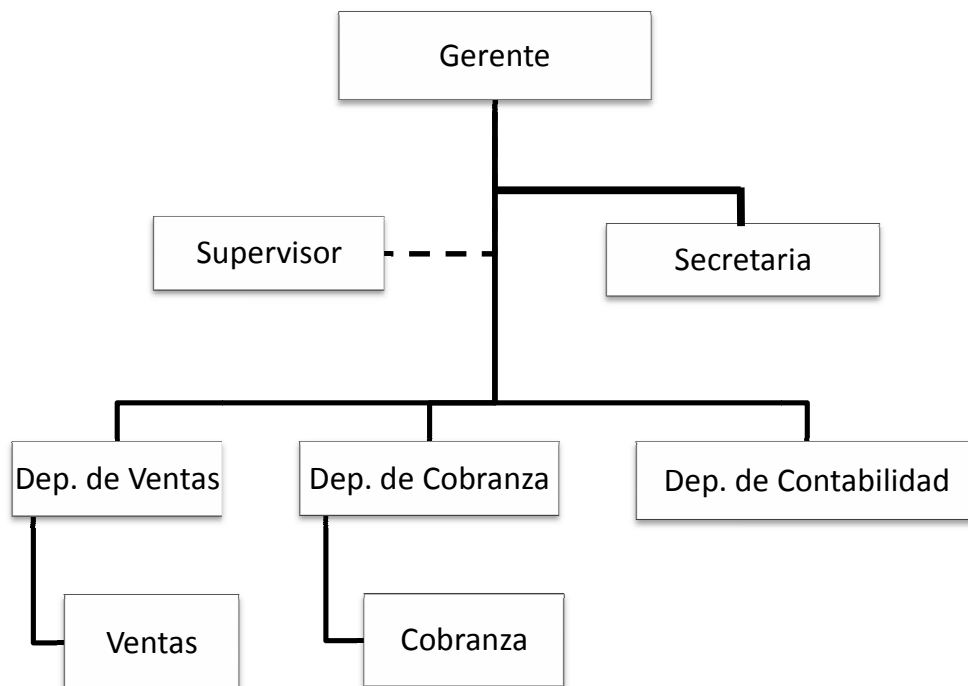 Gerente
Supervisor
Secretaria
Dep. de Ventas
Dep. de Cobranza
Dep. de Contabilidad
Ventas
Cobranza